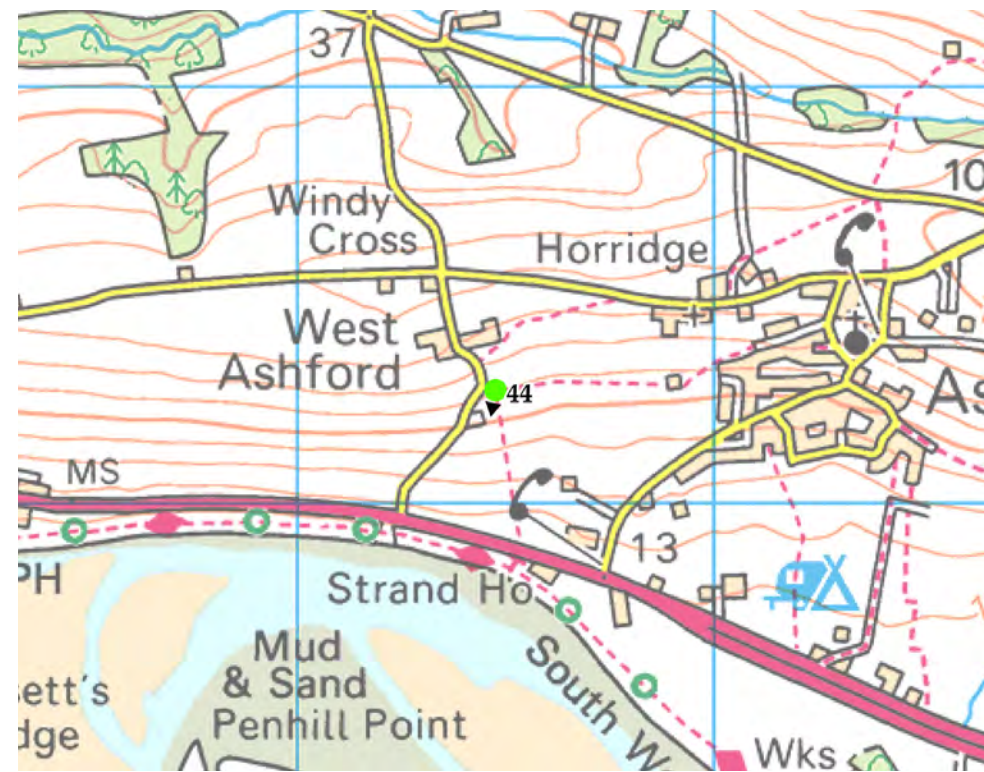 37
10
Windy
Cross
Horridge
West
Ashford
44
As
MS
13
PH
Strand Ho
Mud
& Sand
Penhill Point
South W
ett's
dge
Wks